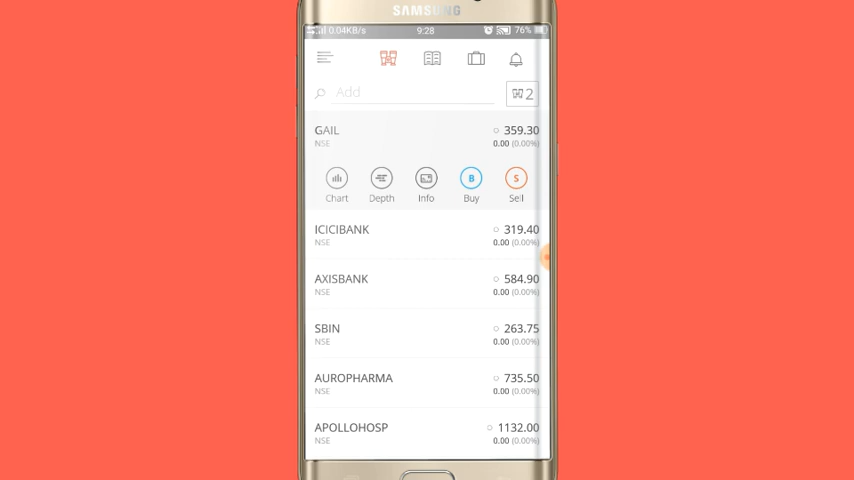 SAMSUNG
0.04KB/s 9:28 76%
Add 2
GAIL 359.30
NSE 0.00 (0.00%)
B S
Chart Depth Info Buy Sell
ICICIBANK 319.40
NSE 0.00 (0.00%)
AXISBANK 584.90
NSE 0.00 (0.00%)
SBIN 263.75
NSE 0.00 (0.00%)
AUROPHARMA 735.50
NSE 0.00 (0.00%)
APOLLOHOSP 1132.00
NSE 0.00 (0.00%)